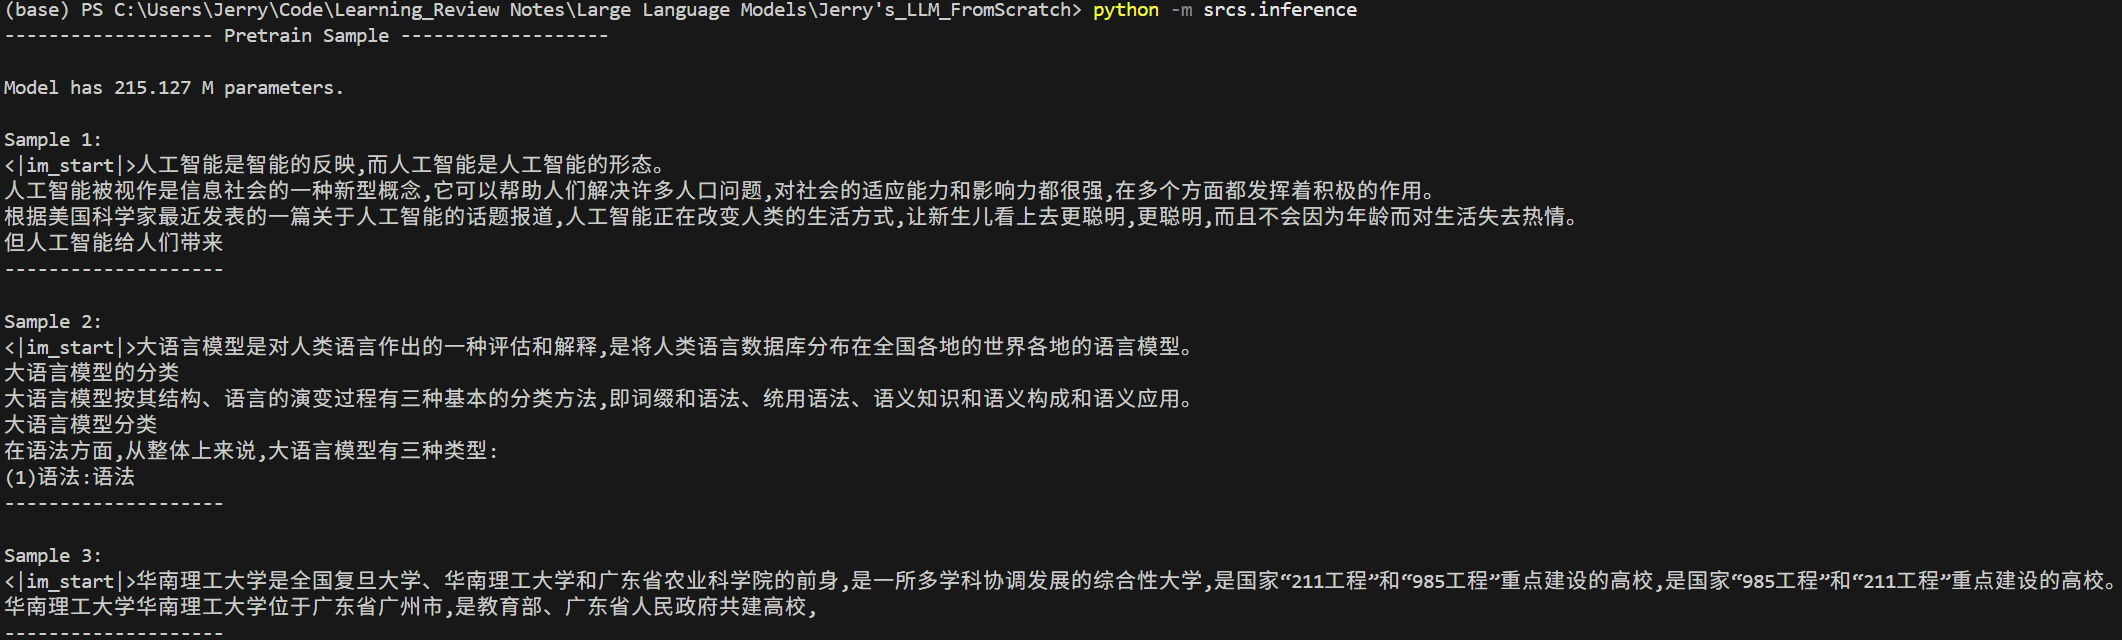 (base) PS C:\Users\Jerry\Code\Learning_Review Notes\Large Language Models\Jerry's_LLM_FromScratch> python -m srcs.inference
------------------- Pretrain Sample -------------------
Model has 215.127 M parameters.
Sample 1:
<|im_start|>人工智能是智能的反映,而人工智能是人工智能的形态。
人工智能被视作是信息社会的一种新型概念,它可以帮助人们解决许多人口问题,对社会的适应能力和影响力都很强,在多个方面都发挥着积极的作用。
根据美国科学家最近发表的一篇关于人工智能的话题报道,人工智能正在改变人类的生活方式,让新生儿看上去更聪明,更聪明,而且不会因为年龄而对生活失去热情。
但人工智能给人们带来
--------------------
Sample 2:
<|im_start|>大语言模型是对人类语言作出的一种评估和解释,是将人类语言数据库分布在全国各地的世界各地的语言模型。
大语言模型的分类
大语言模型按其结构、语言的演变过程有三种基本的分类方法,即词缀和语法、统用语法、语义知识和语义构成和语义应用。
大语言模型分类
在语法方面,从整体上来说,大语言模型有三种类型:
(1)语法:语法
--------------------
Sample 3:
<|im_start|>华南理工大学是全国复旦大学、华南理工大学和广东省农业科学院的前身,是一所多学科协调发展的综合性大学,是国家“211工程”和“985工程”重点建设的高校,是国家“985工程”和“211工程”重点建设的高校。
华南理工大学华南理工大学位于广东省广州市,是教育部、广东省人民政府共建高校,
--------------------